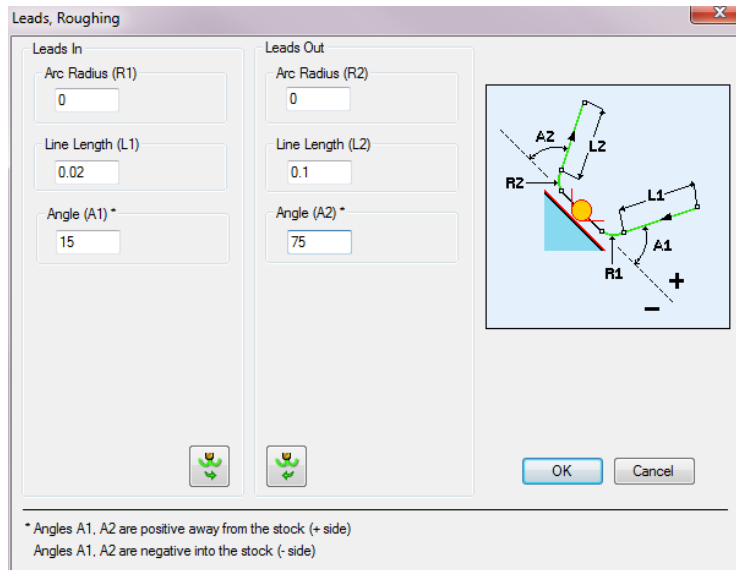 Leads, Roughing
X
Leads In
Arc Radius (R1)
0
Line Length (L1)
0.02
Angle (A1) *
15
Leads Out
Arc Radius (R2)
0
Line Length (L2)
0.1
Angle (A2) *
75
A2
L2
R2
L1
A1
R1
+
−
OK
Cancel
* Angles A1, A2 are positive away from the stock (+ side)
Angles A1, A2 are negative into the stock (- side)